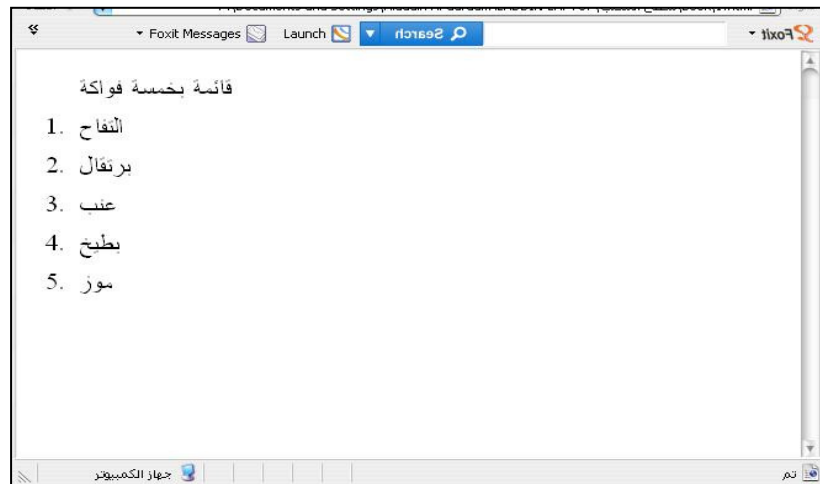 Foxit Search Launch Foxit Messages
قائمة بخمسة فواكة
1. التفاح
2. برتقال
3. عنب
4. بطيخ
5. موز
تم جهاز الكمبيوتر